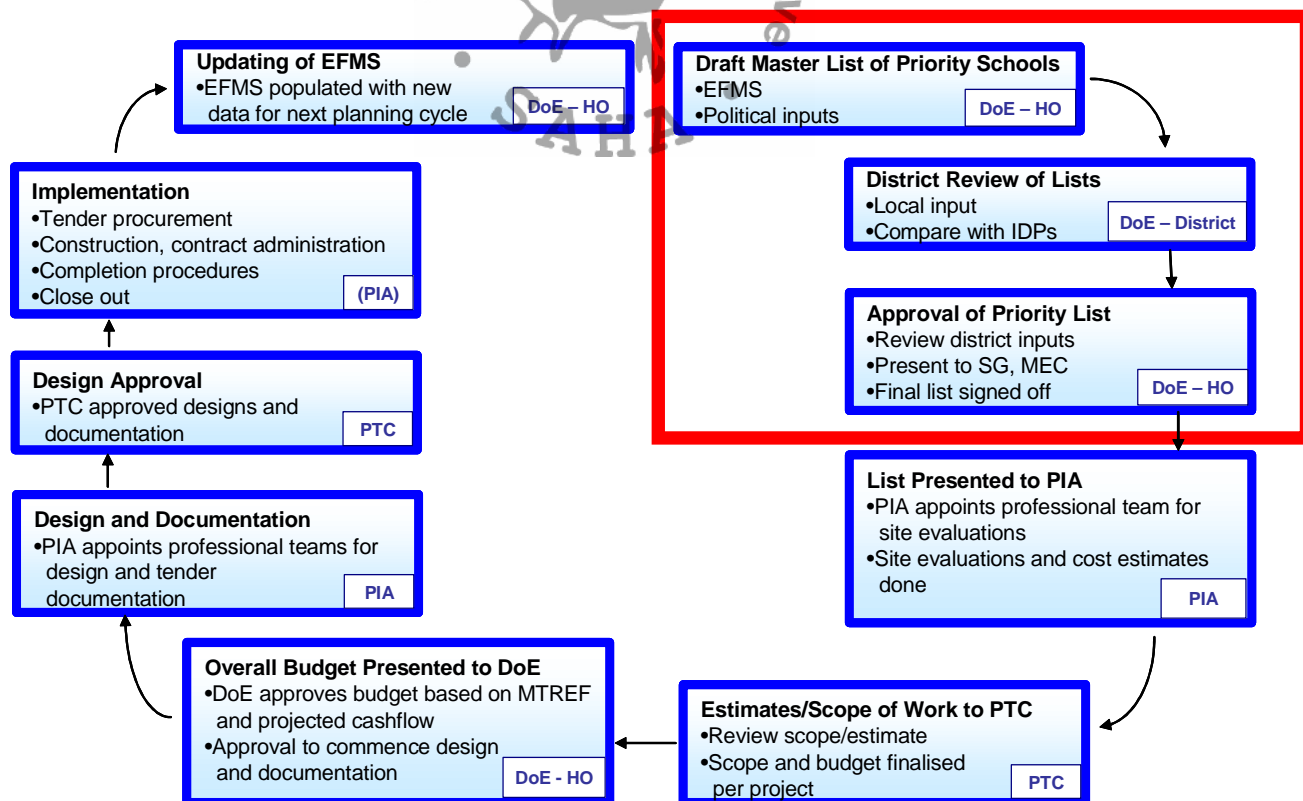 Updating of EFMS
•EFMS populated with new
data for next planning cycle
DoE – HO
Draft Master List of Priority Schools
•EFMS
•Political inputs
DoE – HO
District Review of Lists
•Local input
•Compare with IDPs
DoE – District
Approval of Priority List
•Review district inputs
•Present to SG, MEC
•Final list signed off
DoE – HO
List Presented to PIA
•PIA appoints professional team for
site evaluations
•Site evaluations and cost estimates
done
PIA
Estimates/Scope of Work to PTC
•Review scope/estimate
•Scope and budget finalised
per project
PTC
Overall Budget Presented to DoE
•DoE approves budget based on MTREF
and projected cashflow
•Approval to commence design
and documentation
DoE - HO
Design and Documentation
•PIA appoints professional teams for
design and tender
documentation
PIA
Design Approval
•PTC approved designs and
documentation
PTC
Implementation
•Tender procurement
•Construction, contract administration
•Completion procedures
•Close out
(PIA)
SAHA